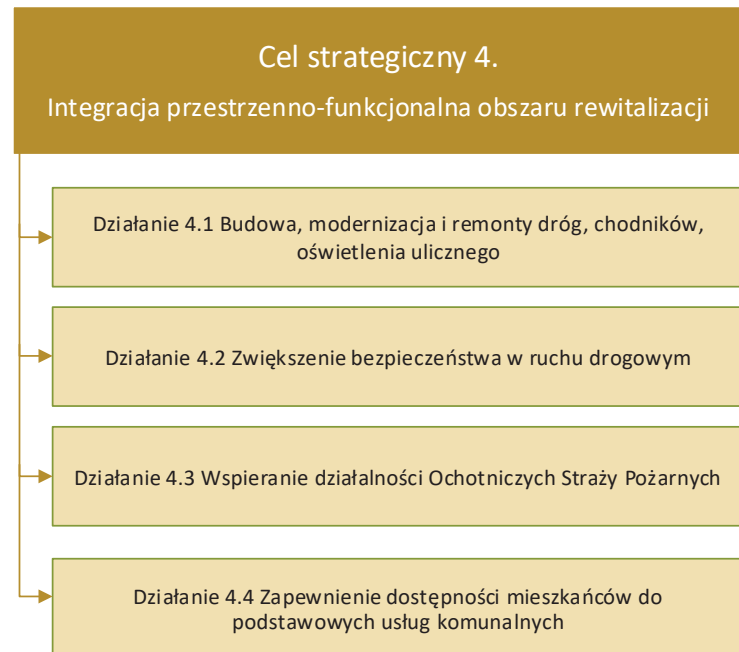 Cel strategiczny 4.
Integracja przestrzenno-funkcjonalna obszaru rewitalizacji
Działanie 4.1 Budowa, modernizacja i remonty dróg, chodników,
oświetlenia ulicznego
Działanie 4.2 Zwiększenie bezpieczeństwa w ruchu drogowym
Działanie 4.3 Wspieranie działalności Ochotniczych Straży Pożarnych
Działanie 4.4 Zapewnienie dostępności mieszkańców do
podstawowych usług komunalnych